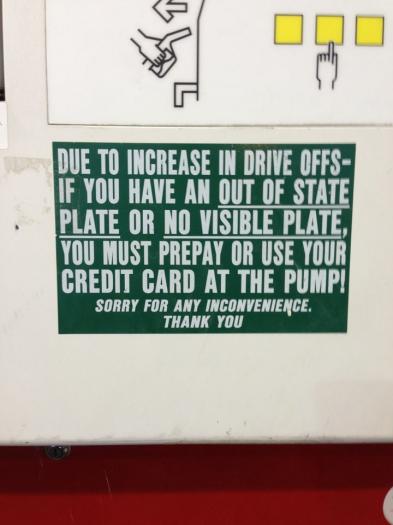 DUE TO INCREASE IN DRIVE OFFS-
IF YOU HAVE AN OUT OF STATE
PLATE OR NO VISIBLE PLATE,
YOU MUST PREPAY OR USE YOUR
CREDIT CARD AT THE PUMP!
SORRY FOR ANY INCONVENIENCE.
THANK YOU